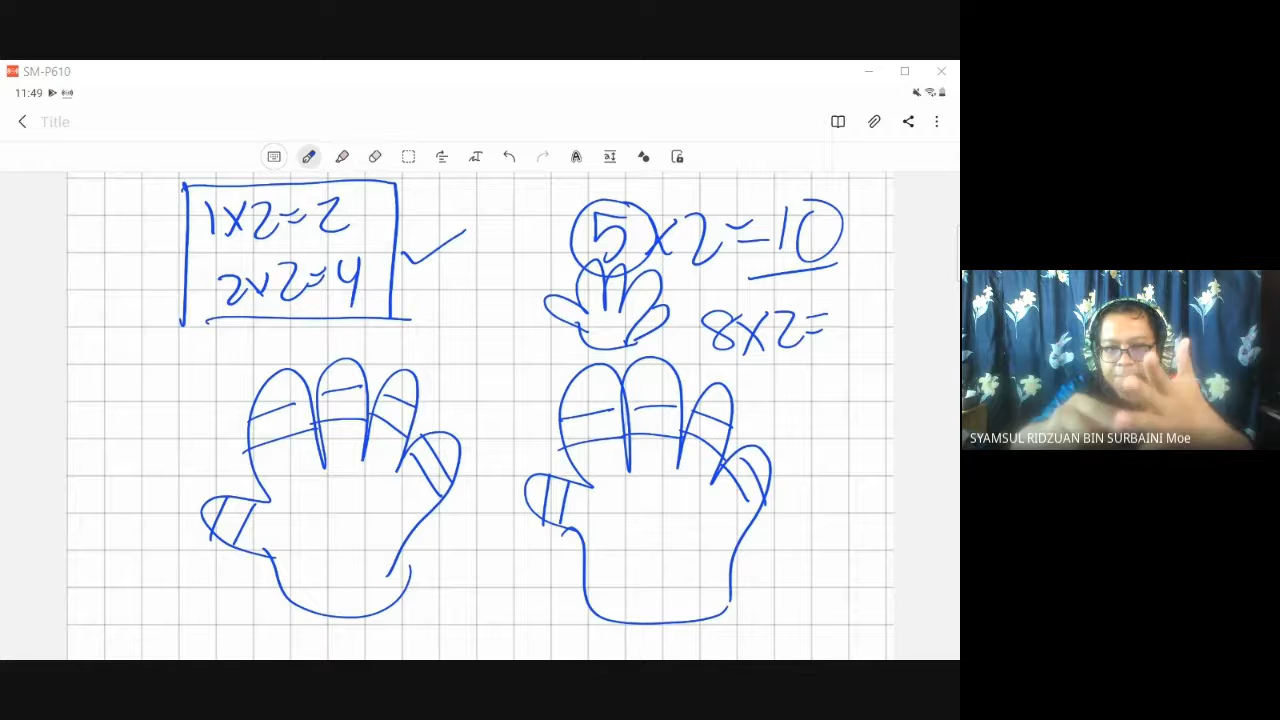 SM-P610
11:49
Title
1x2=2
2x2=4
5x2=10
8x2=
SYAMSUL RIDZUAN BIN SURBAINI Moe